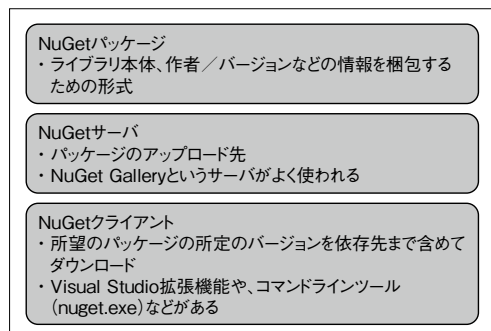 NuGetパッケージ
・ライブラリ本体、作者／バージョンなどの情報を梱包する
ための形式
NuGetサーバ
・パッケージのアップロード先
・NuGet Galleryというサーバがよく使われる
NuGetクライアント
・所望のパッケージの所定のバージョンを依存先まで含めて
ダウンロード
・Visual Studio拡張機能や、コマンドラインツール
（nuget.exe）などがある